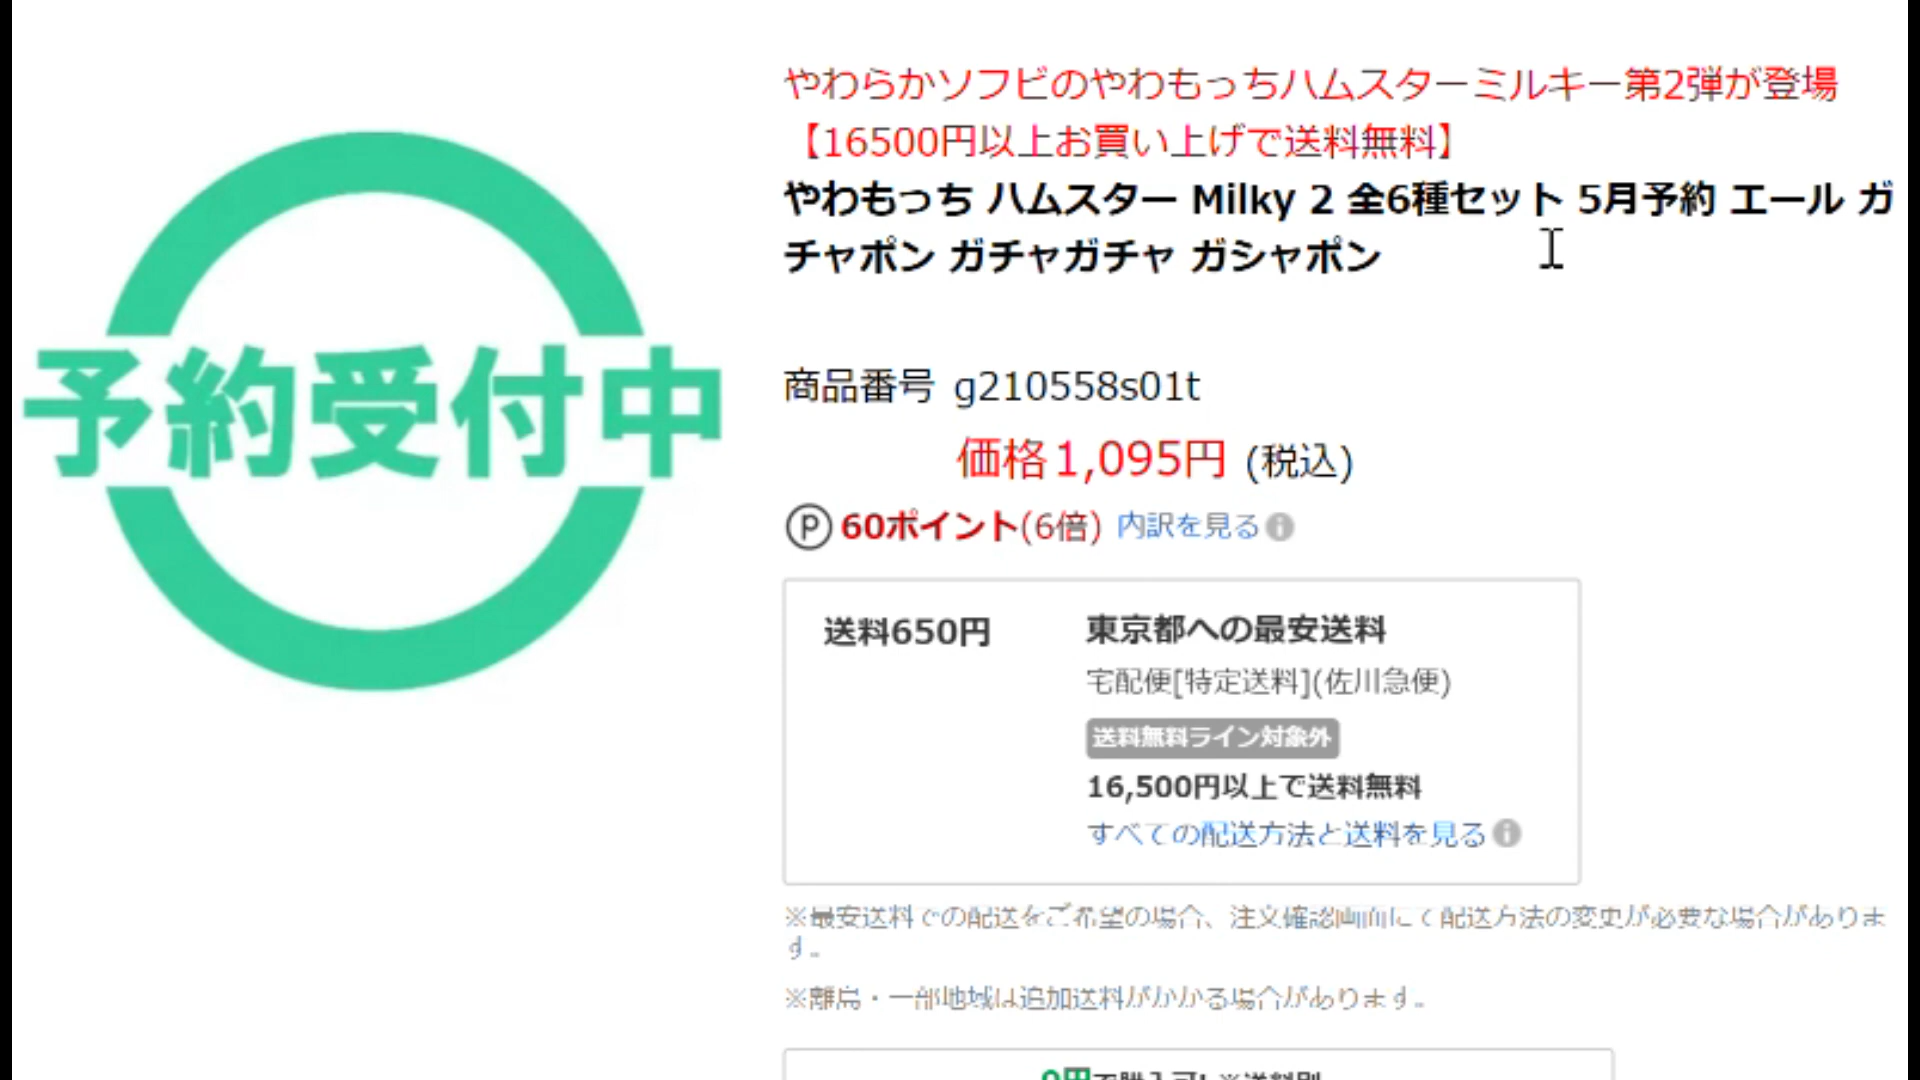 予約受付中
やわらかソフビのやわもっちハムスターミルキー第2弾が登場
【16500円以上お買い上げで送料無料】
やわもっち ハムスター Milky 2 全6種セット 5月予約 エール ガ
チャポン ガチャガチャ ガシャポン
商品番号 g210558s01t
価格1,095円 (税込)
P 60ポイント(6倍) 内訳を見る i
送料650円
東京都への最安送料
宅配便[特定送料](佐川急便)
送料無料ライン対象外
16,500円以上で送料無料
すべての配送方法と送料を見る i
※最安送料での配送をご希望の場合、注文確認画面にて配送方法の変更が必要な場合がありま
す。
※離島・一部地域は追加送料がかかる場合があります。
0円で購入可! ※送料別